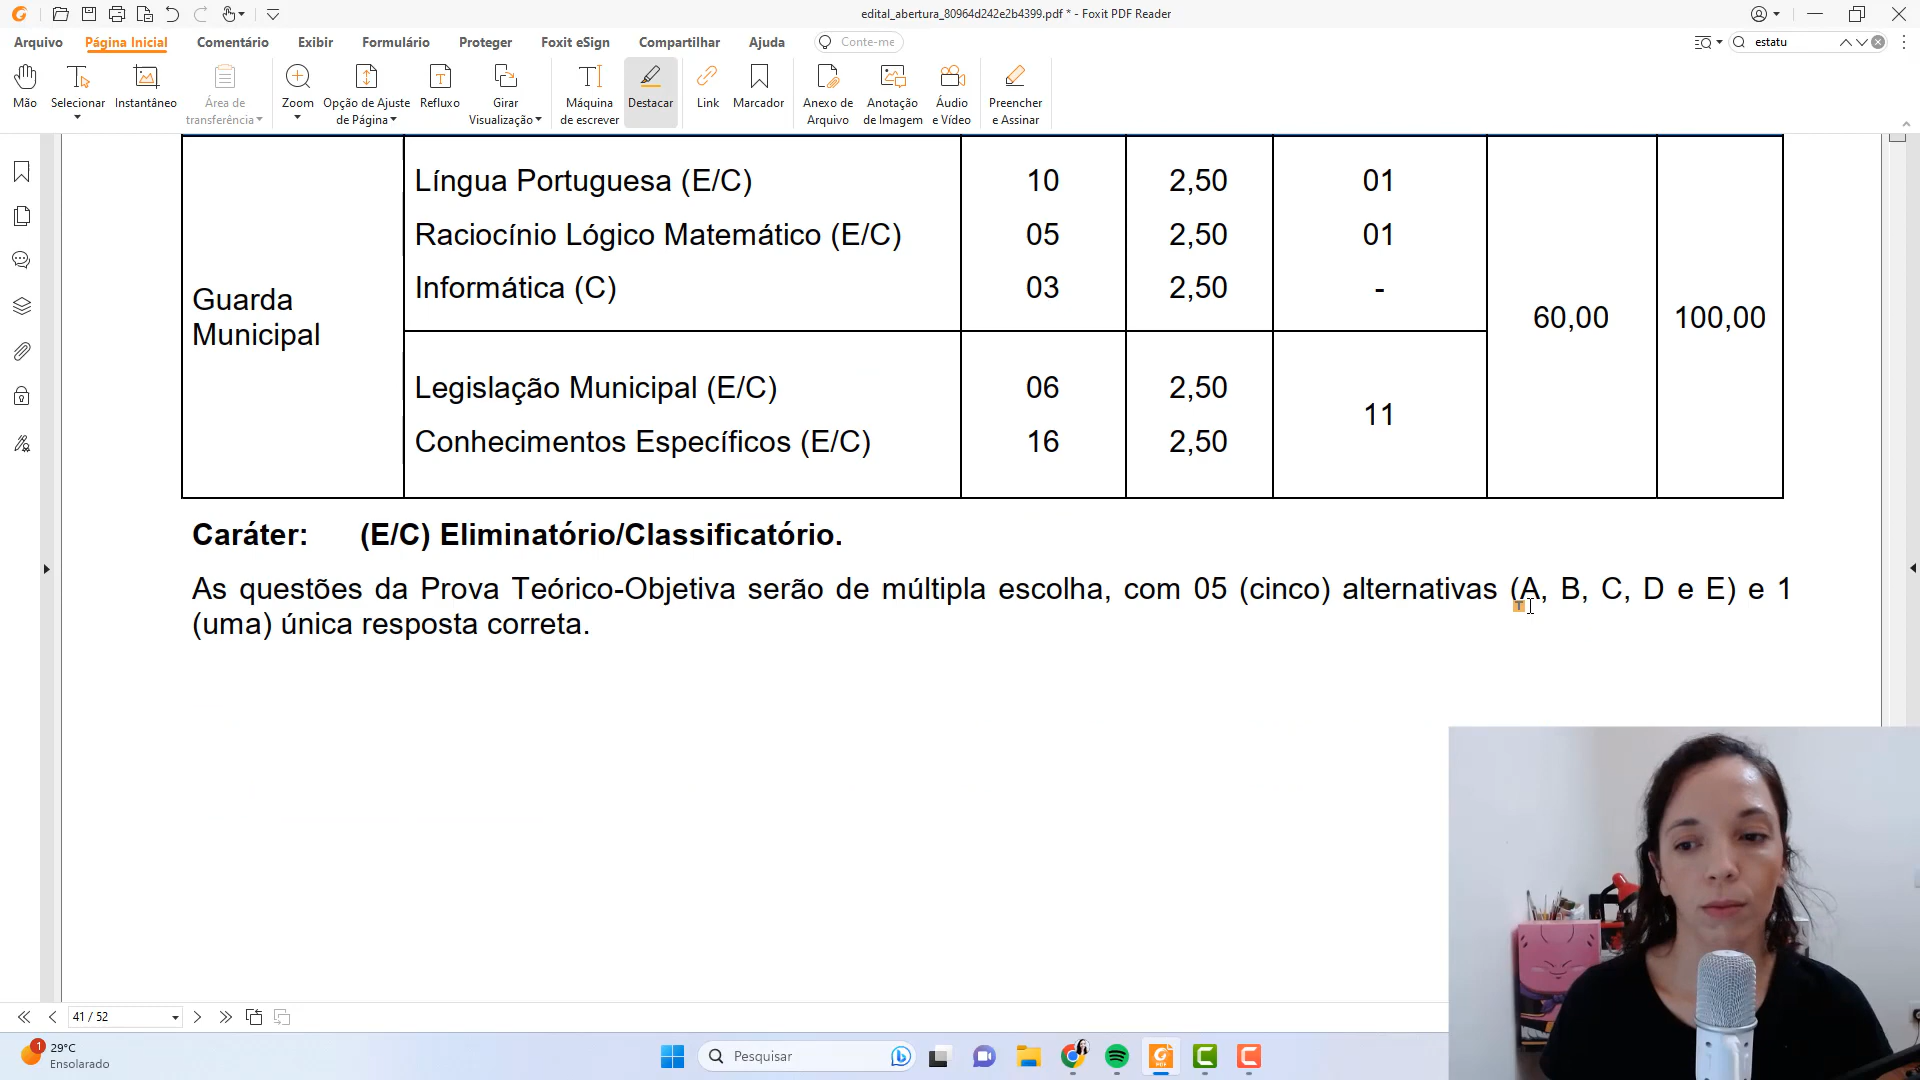 edital_abertura_80964d242e2b4399.pdf * - Foxit PDF Reader
Arquivo Página Inicial Comentário Exibir Formulário Proteger Foxit eSign Compartilhar Ajuda Conte-me estatu
Mão Selecionar Instantâneo Área de transferência Zoom Opção de Ajuste de Página Refluxo Girar Visualização Máquina de escrever Destacar Link Marcador Anexo de Arquivo Anotação de Imagem Áudio e Vídeo Preencher e Assinar
Guarda
Municipal
Língua Portuguesa (E/C) 10 2,50 01
Raciocínio Lógico Matemático (E/C) 05 2,50 01
Informática (C) 03 2,50 -
60,00 100,00
Legislação Municipal (E/C) 06 2,50
11
Conhecimentos Específicos (E/C) 16 2,50
Caráter: (E/C) Eliminatório/Classificatório.
As questões da Prova Teórico-Objetiva serão de múltipla escolha, com 05 (cinco) alternativas (A, B, C, D e E) e 1
(uma) única resposta correta.
41 / 52
1
29°C
Ensolarado
Pesquisar